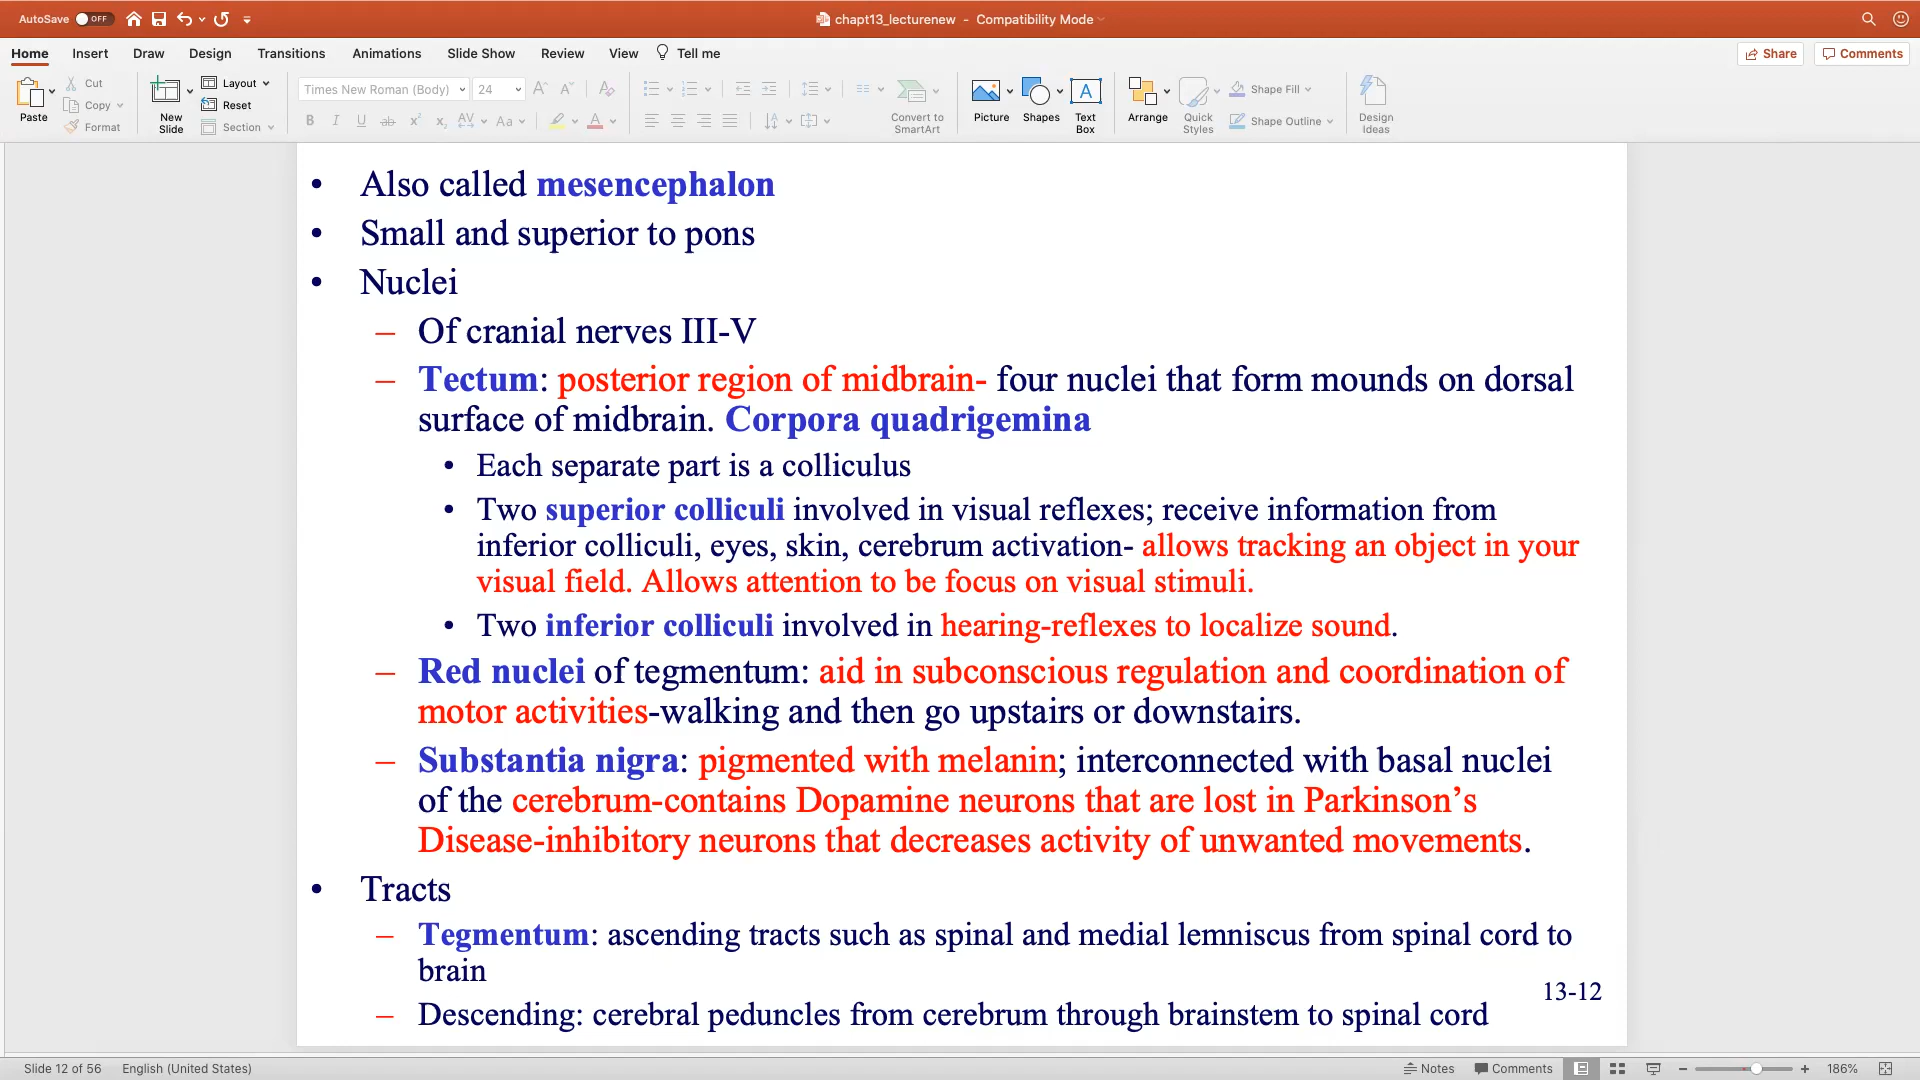 AutoSave OFF
chapt13_lecturenew - Compatibility Mode
Home Insert Draw Design Transitions Animations Slide Show Review View Tell me Share Comments
Paste
Cut
Copy
Format
New Slide
Layout
Reset
Section
Times New Roman (Body) 24
Convert to SmartArt
Picture
Shapes
Text Box
Arrange
Quick Styles
Shape Fill
Shape Outline
Design Ideas
• Also called mesencephalon
• Small and superior to pons
• Nuclei
– Of cranial nerves III-V
– Tectum: posterior region of midbrain- four nuclei that form mounds on dorsal
surface of midbrain. Corpora quadrigemina
• Each separate part is a colliculus
• Two superior colliculi involved in visual reflexes; receive information from
inferior colliculi, eyes, skin, cerebrum activation- allows tracking an object in your
visual field. Allows attention to be focus on visual stimuli.
• Two inferior colliculi involved in hearing-reflexes to localize sound.
– Red nuclei of tegmentum: aid in subconscious regulation and coordination of
motor activities-walking and then go upstairs or downstairs.
– Substantia nigra: pigmented with melanin; interconnected with basal nuclei
of the cerebrum-contains Dopamine neurons that are lost in Parkinson’s
Disease-inhibitory neurons that decreases activity of unwanted movements.
• Tracts
– Tegmentum: ascending tracts such as spinal and medial lemniscus from spinal cord to
brain
13-12
– Descending: cerebral peduncles from cerebrum through brainstem to spinal cord
Slide 12 of 56 English (United States) Notes Comments 186%